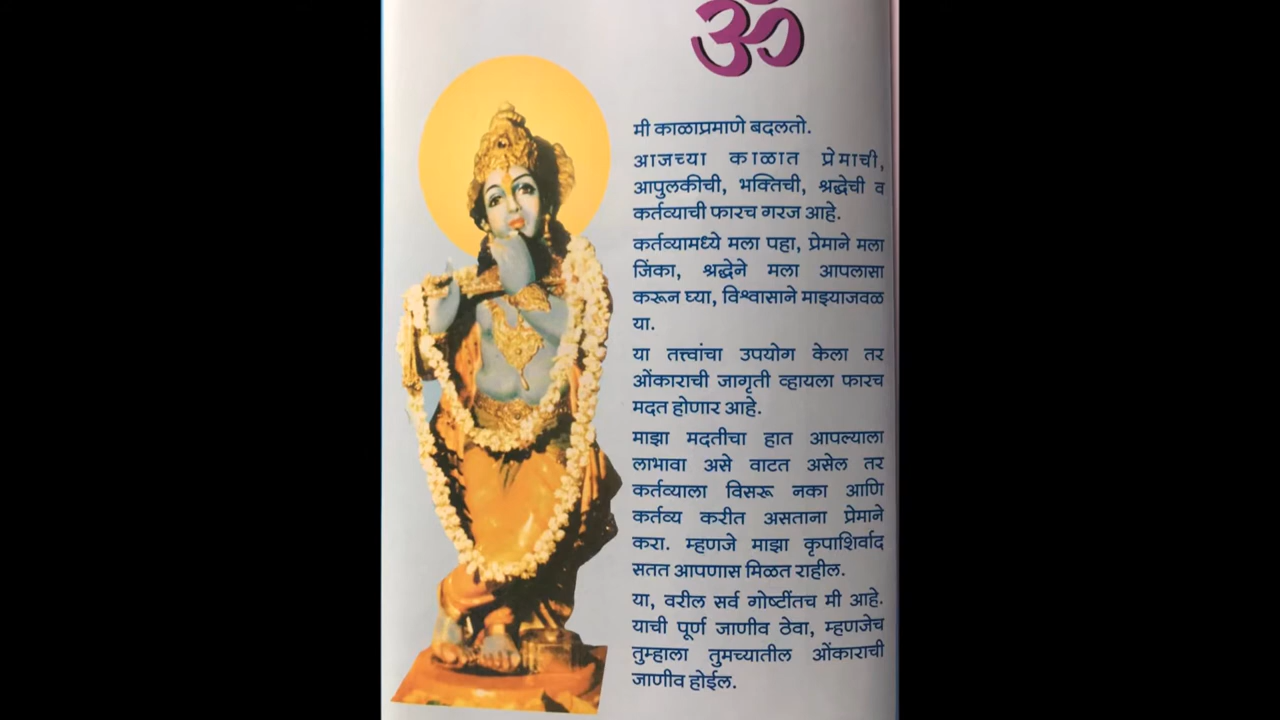 ॐ
मी काळाप्रमाणे बदलतो.
आजच्या काळात प्रेमाची,
आपुलकीची, भक्तिची, श्रद्धेची व
कर्तव्याची फारच गरज आहे.
कर्तव्यामध्ये मला पहा, प्रेमाने मला
जिंका, श्रद्धेने मला आपलासा
करून घ्या, विश्वासाने माझ्याजवळ
या.
या तत्त्वांचा उपयोग केला तर
ओंकाराची जागृती व्हायला फारच
मदत होणार आहे.
माझा मदतीचा हात आपल्याला
लाभावा असे वाटत असेल तर
कर्तव्याला विसरू नका आणि
कर्तव्य करीत असताना प्रेमाने
करा. म्हणजे माझा कृपाशिर्वाद
सतत आपणास मिळत राहील.
या, वरील सर्व गोष्टींतच मी आहे.
याची पूर्ण जाणीव ठेवा, म्हणजेच
तुम्हाला तुमच्यातील ओंकाराची
जाणीव होईल.